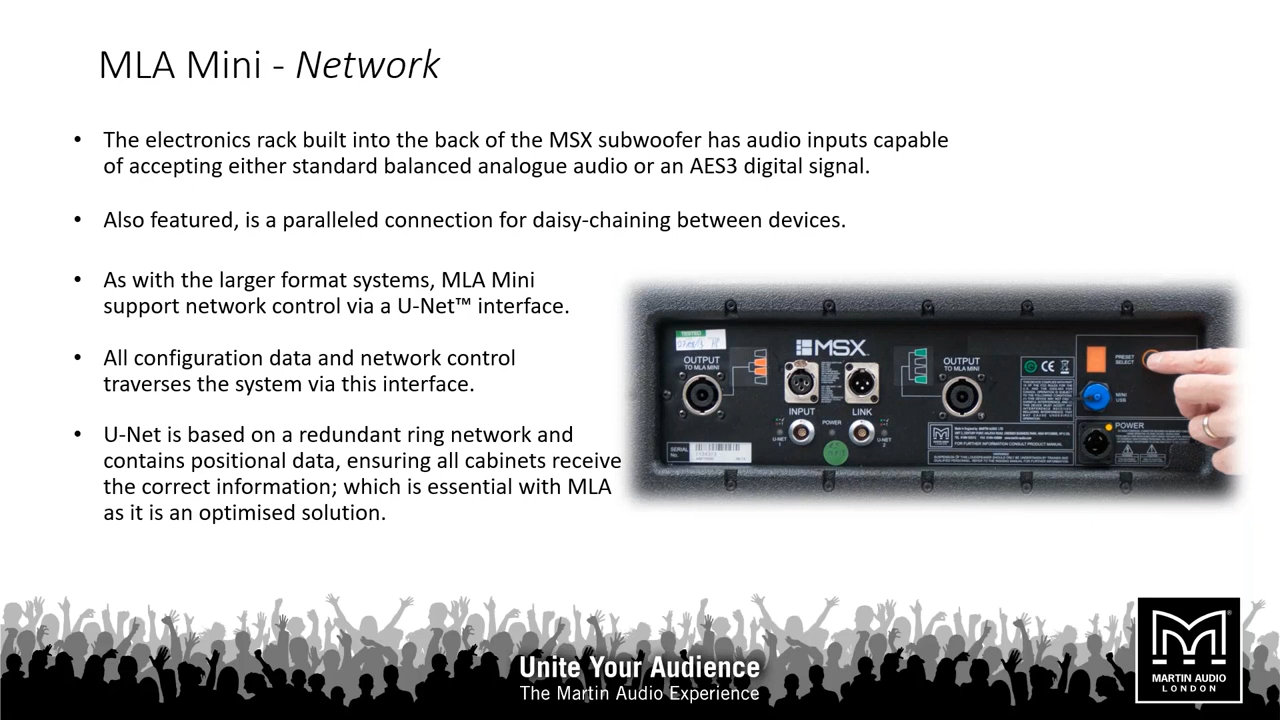 MLA Mini - Network
• The electronics rack built into the back of the MSX subwoofer has audio inputs capable
of accepting either standard balanced analogue audio or an AES3 digital signal.
• Also featured, is a paralleled connection for daisy-chaining between devices.
• As with the larger format systems, MLA Mini
support network control via a U-Net™ interface.
• All configuration data and network control
traverses the system via this interface.
• U-Net is based on a redundant ring network and
contains positional data, ensuring all cabinets receive
the correct information; which is essential with MLA
as it is an optimised solution.
TESTED
MSX
OUTPUT
TO MLA MINI
OUTPUT
TO MLA MINI
PRESET
SELECT
MINI
USB
INPUT
LINK
POWER
U-NET
1
U-NET
2
POWER
SERIAL
No.
Unite Your Audience
The Martin Audio Experience
MARTIN AUDIO
LONDON